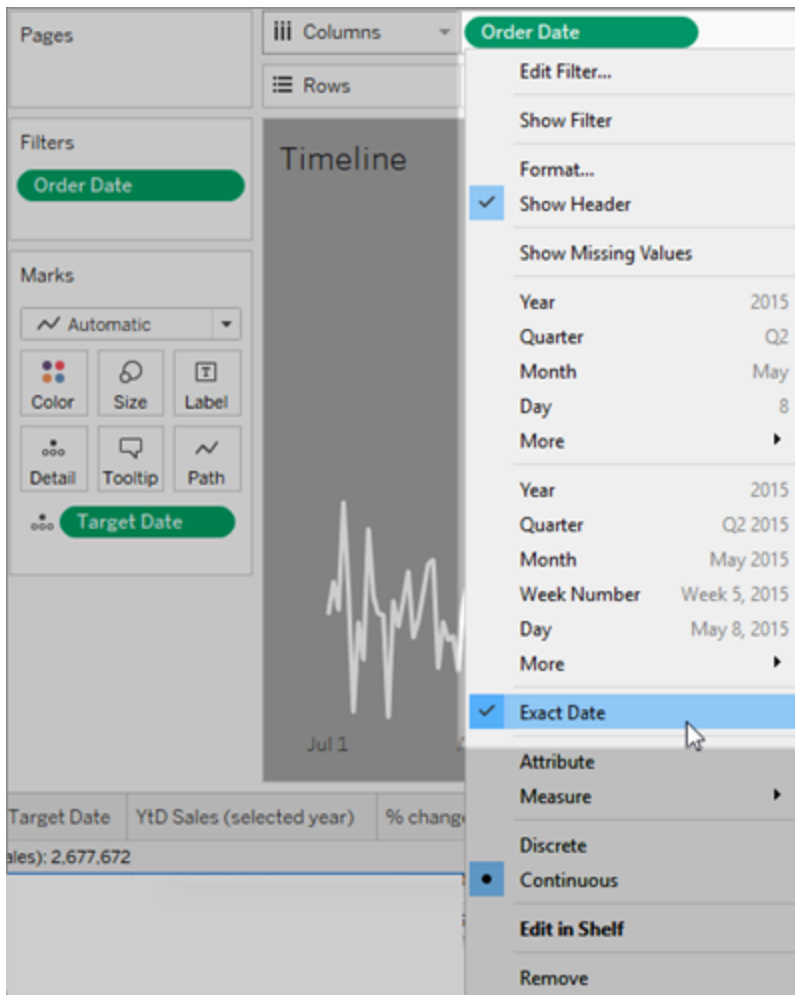 Pages
Columns
Order Date
Rows
Filters
Order Date
Marks
Automatic
Color Size Label
Detail Tooltip Path
Target Date
Timeline
Jul 1
Edit Filter...
Show Filter
Format...
Show Header
Show Missing Values
Year 2015
Quarter Q2
Month May
Day 8
More
Year 2015
Quarter Q2 2015
Month May 2015
Week Number Week 5, 2015
Day May 8, 2015
More
Exact Date
Attribute
Measure
Discrete
Continuous
Edit in Shelf
Remove
Target Date YtD Sales (selected year) % chang
ales): 2,677,672